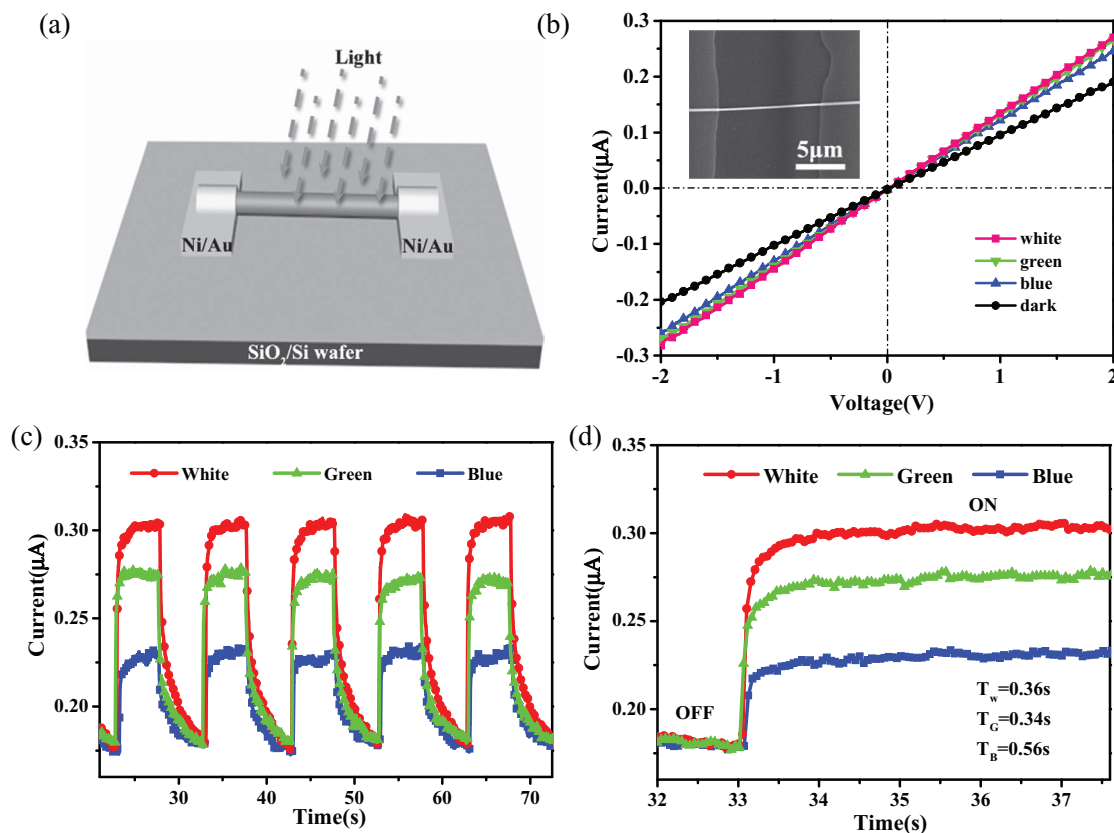 (a)
Light
Ni/Au
Ni/Au
SiO2/Si wafer
(b)
Current(μA)
0.3
0.2
0.1
0.0
-0.1
-0.2
-0.3
5μm
white
green
blue
dark
-2 -1 0 1 2
Voltage(V)
(c)
Current(μA)
0.35
0.30
0.25
0.20
White Green Blue
30 40 50 60 70
Time(s)
(d)
Current(μA)
0.35
0.30
0.25
0.20
White Green Blue
ON
OFF
Tw=0.36s
TG=0.34s
TB=0.56s
32 33 34 35 36 37
Time(s)